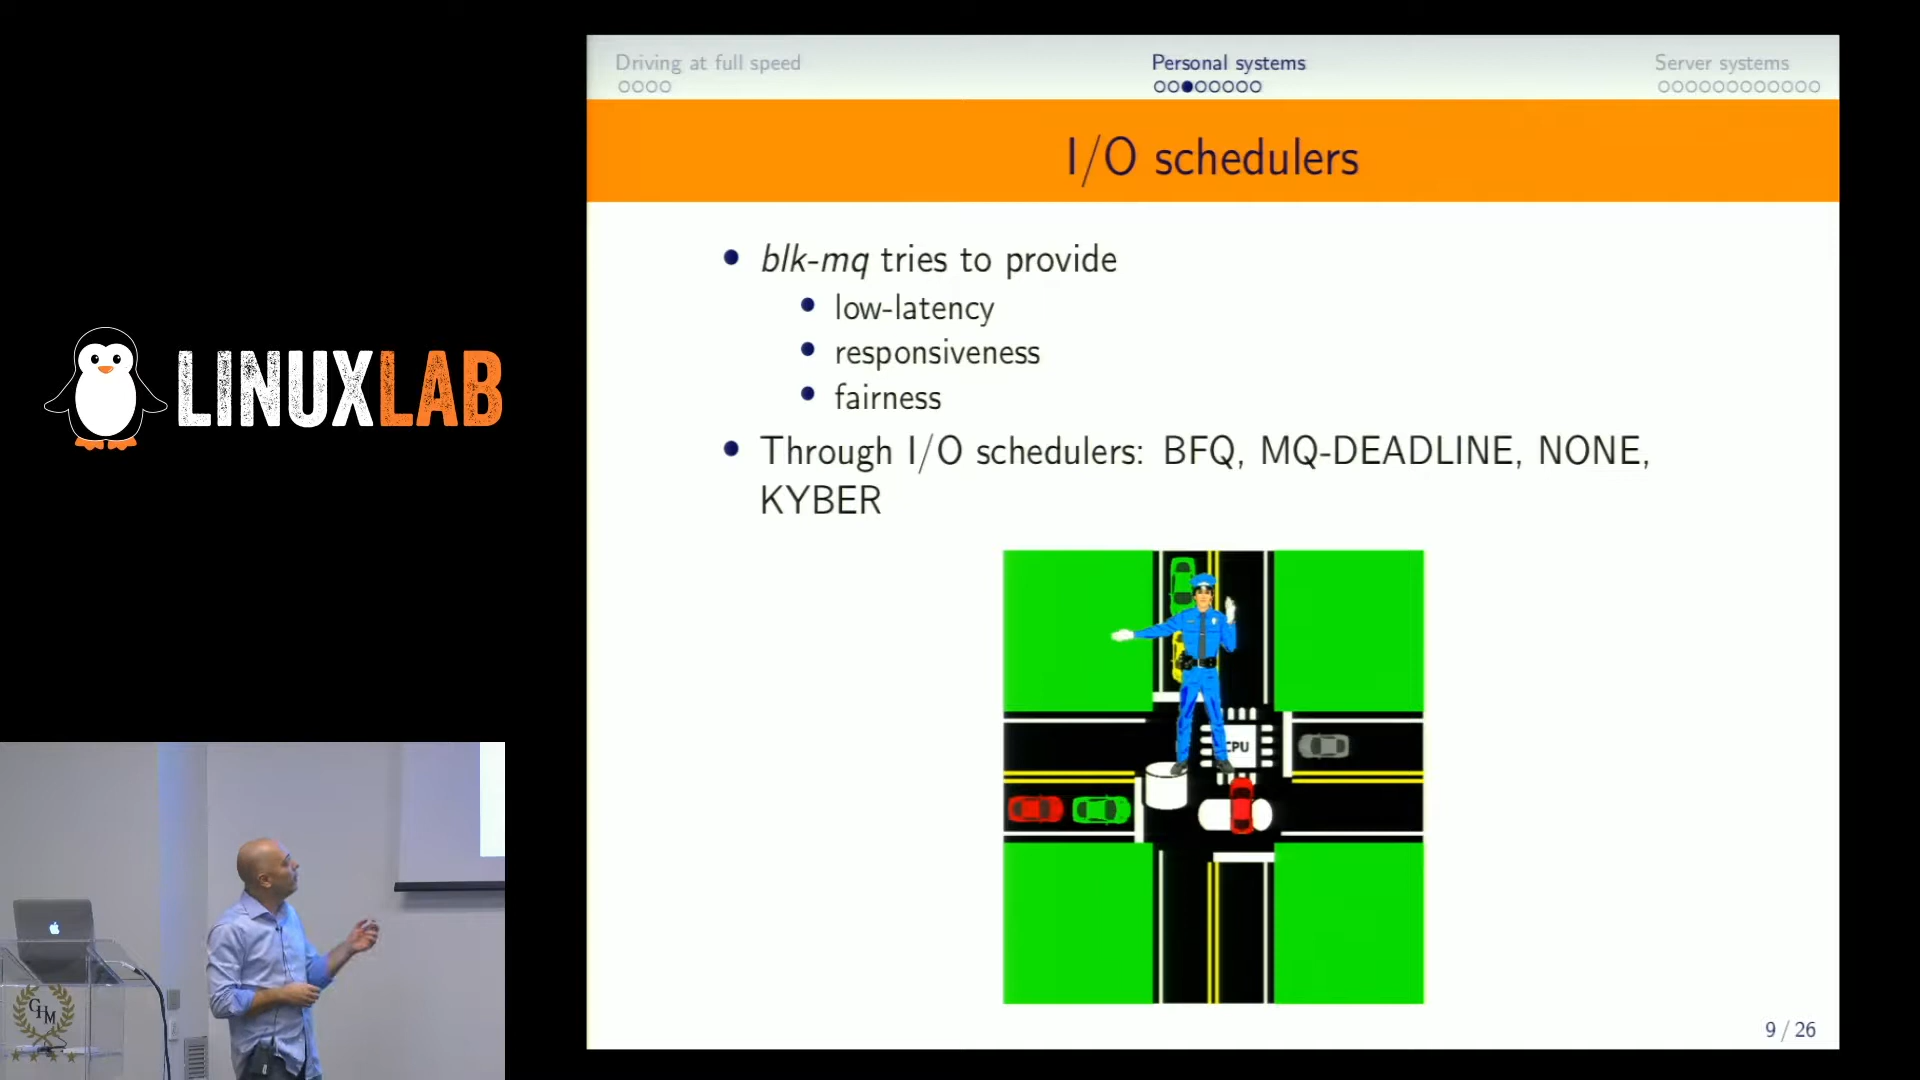 Driving at full speed
Personal systems
Server systems
I/O schedulers
blk-mq tries to provide
low-latency
responsiveness
fairness
Through I/O schedulers: BFQ, MQ-DEADLINE, NONE,
KYBER
CPU
9 / 26
LINUXLAB
GHM